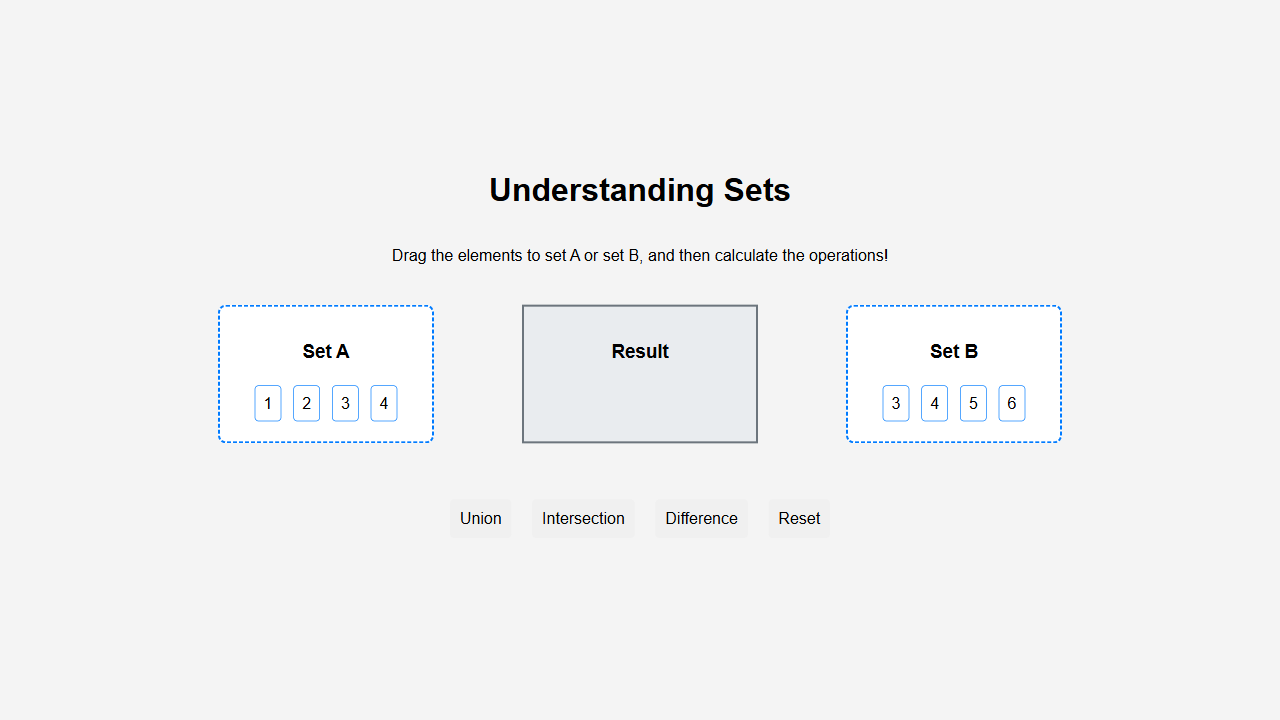 Understanding Sets
Drag the elements to set A or set B, and then calculate the operations!
Set A
1 2 3 4
Result
Set B
3 4 5 6
Union Intersection Difference Reset